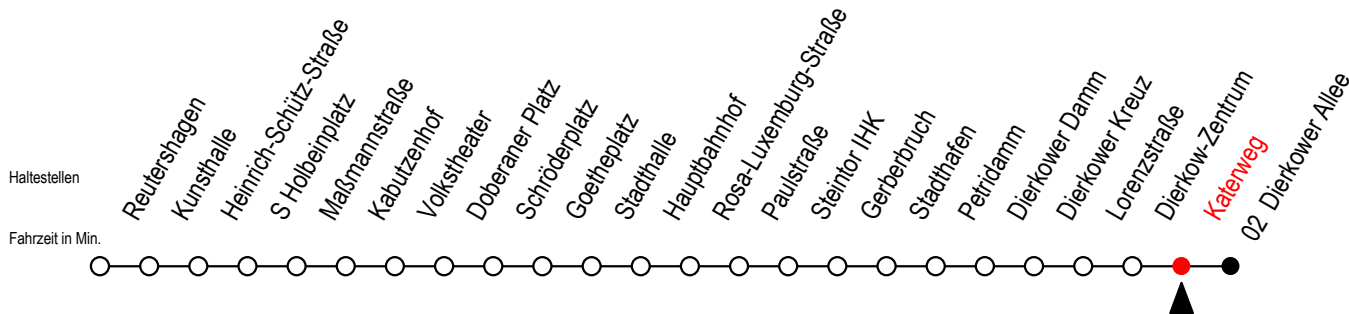 Haltestellen
Fahrzeit in Min.
Reutershagen
Kunsthalle
Heinrich-Schütz-Straße
S Holbeinplatz
Maßmannstraße
Kabutzenhof
Volkstheater
Doberaner Platz
Schröderplatz
Goetheplatz
Stadthalle
Hauptbahnhof
Rosa-Luxemburg-Straße
Paulstraße
Steintor IHK
Gerberbruch
Stadthafen
Petridamm
Dierkower Damm
Dierkower Kreuz
Lorenzstraße
Dierkow-Zentrum
Katerweg
02 Dierkower Allee